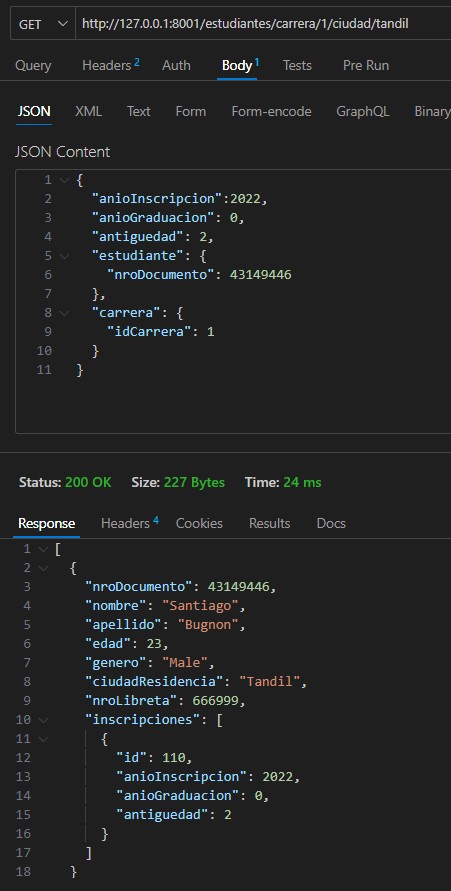 GET http://127.0.0.1:8001/estudiantes/carrera/1/ciudad/tandil
Query Headers 2 Auth Body 1 Tests Pre Run
JSON XML Text Form Form-encode GraphQL Binary
JSON Content
1 {
2 "anioInscripcion":2022,
3 "anioGraduacion": 0,
4 "antiguedad": 2,
5 "estudiante": {
6 "nroDocumento": 43149446
7 },
8 "carrera": {
9 "idCarrera": 1
10 }
11 }
Status: 200 OK Size: 227 Bytes Time: 24 ms
Response Headers 4 Cookies Results Docs
1 [
2 {
3 "nroDocumento": 43149446,
4 "nombre": "Santiago",
5 "apellido": "Bugnon",
6 "edad": 23,
7 "genero": "Male",
8 "ciudadResidencia": "Tandil",
9 "nroLibreta": 666999,
10 "inscripciones": [
11 {
12 "id": 110,
13 "anioInscripcion": 2022,
14 "anioGraduacion": 0,
15 "antiguedad": 2
16 }
17 ]
18 }